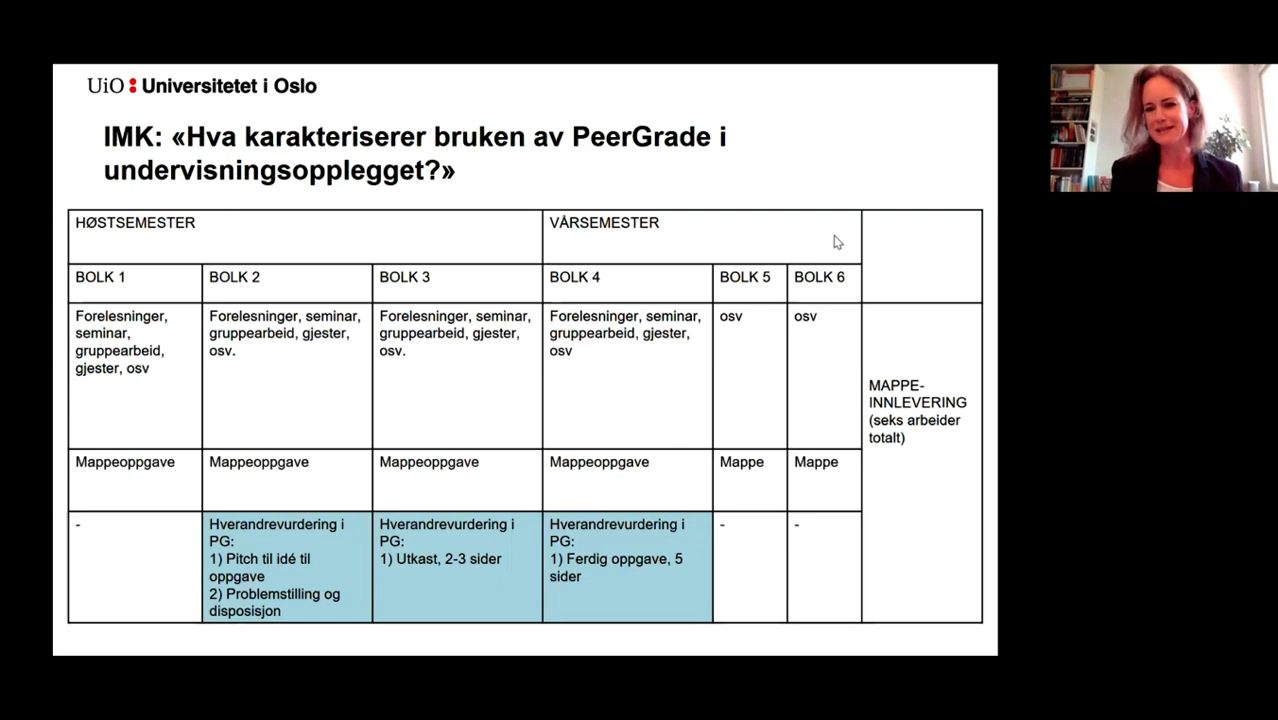 UiO : Universitetet i Oslo
IMK: «Hva karakteriserer bruken av PeerGrade i
undervisningsopplegget?»
HØSTSEMESTER
VÅRSEMESTER
BOLK 1
BOLK 2
BOLK 3
BOLK 4
BOLK 5
BOLK 6
Forelesninger,
seminar,
gruppearbeid,
gjester, osv
Forelesninger, seminar,
gruppearbeid, gjester,
osv.
Forelesninger, seminar,
gruppearbeid, gjester,
osv.
Forelesninger, seminar,
gruppearbeid, gjester,
osv
osv
osv
MAPPE-
INNLEVERING
(seks arbeider
totalt)
Mappeoppgave
Mappeoppgave
Mappeoppgave
Mappeoppgave
Mappe
Mappe
-
Hverandrevurdering i
PG:
1) Pitch til idé til
oppgave
2) Problemstilling og
disposisjon
Hverandrevurdering i
PG:
1) Utkast, 2-3 sider
Hverandrevurdering i
PG:
1) Ferdig oppgave, 5
sider
-
-